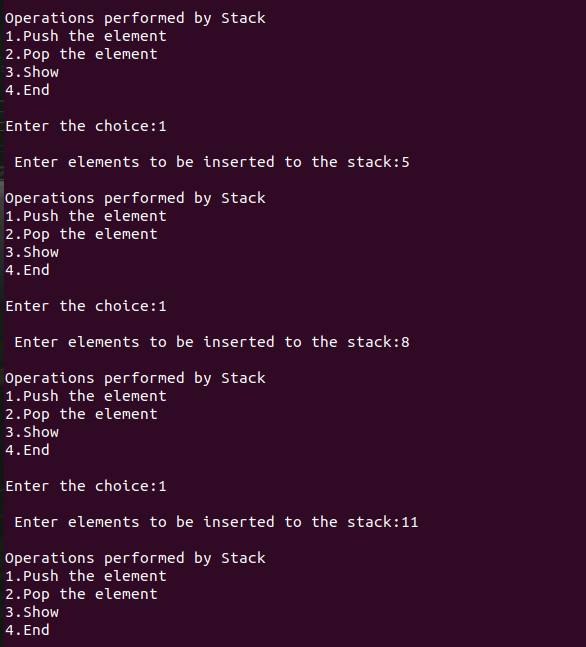 Operations performed by Stack
1.Push the element
2.Pop the element
3.Show
4.End
Enter the choice:1
Enter elements to be inserted to the stack:5
Operations performed by Stack
1.Push the element
2.Pop the element
3.Show
4.End
Enter the choice:1
Enter elements to be inserted to the stack:8
Operations performed by Stack
1.Push the element
2.Pop the element
3.Show
4.End
Enter the choice:1
Enter elements to be inserted to the stack:11
Operations performed by Stack
1.Push the element
2.Pop the element
3.Show
4.End